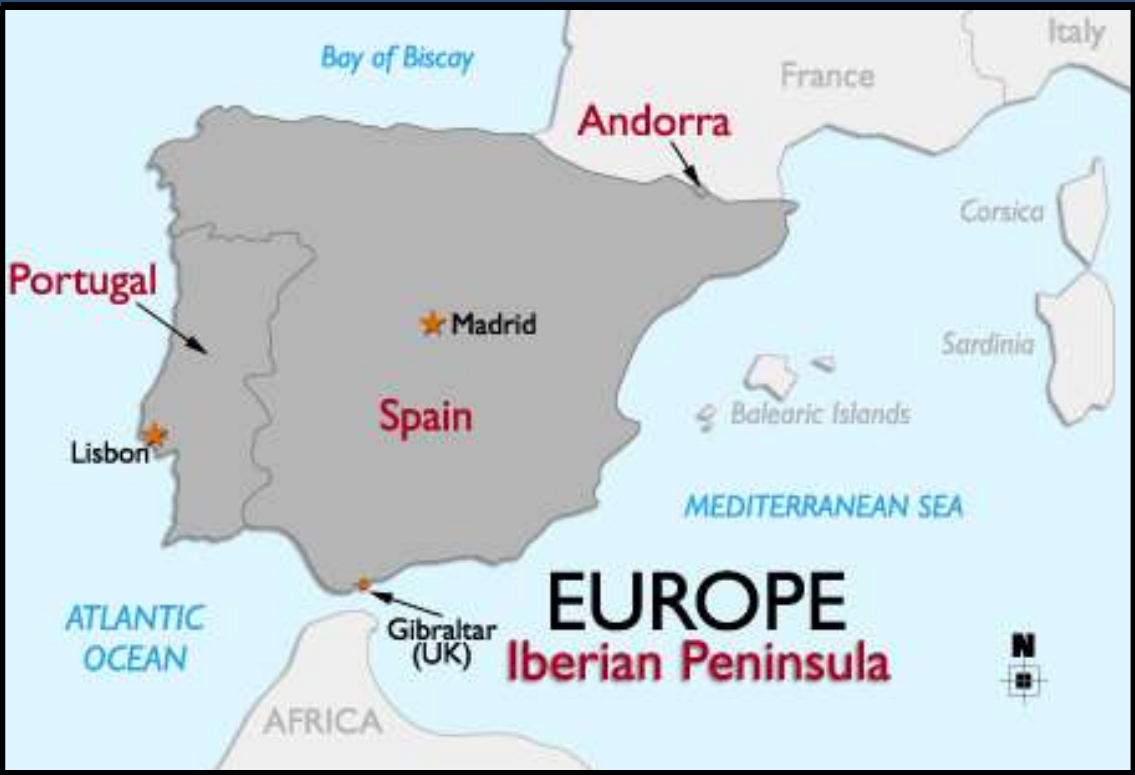 Italy
Bay of Biscay
France
Andorra
Corsica
Portugal
Madrid
Sardinia
Spain
Balearic Islands
Lisbon
MEDITERRANEAN SEA
EUROPE
Iberian Peninsula
ATLANTIC
OCEAN
Gibraltar
(UK)
N
AFRICA